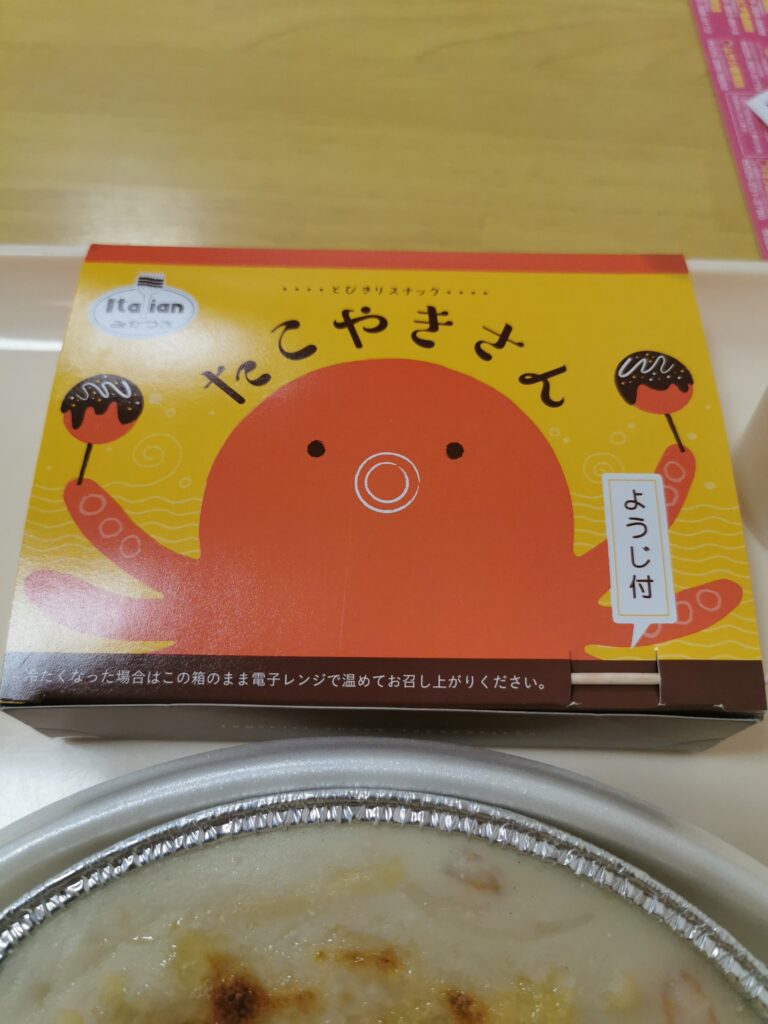 とびきりスナック
Italian
みかづき
たこやきさん
ようじ付
冷たくなった場合はこの箱のまま電子レンジで温めてお召し上がりください。